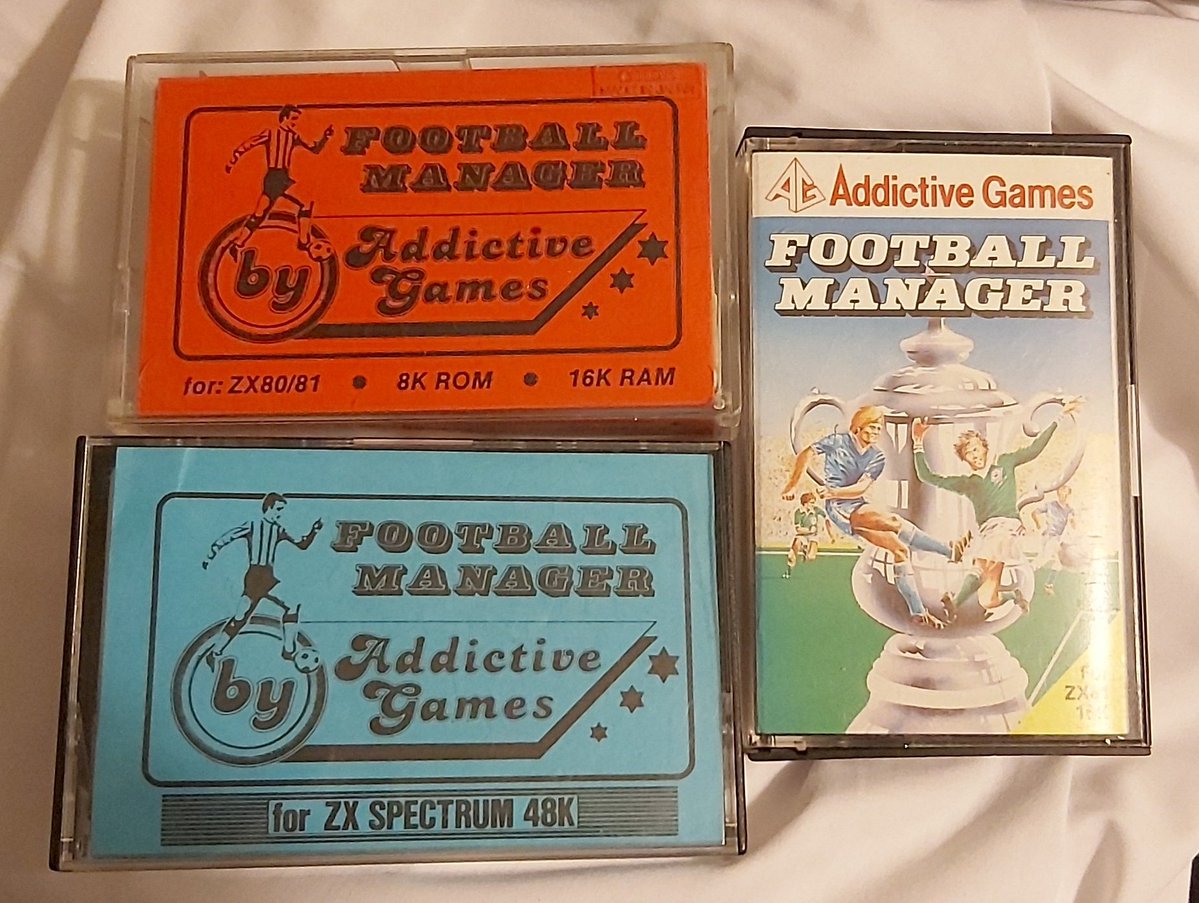 FOOTBALL
MANAGER
by
Addictive
Games
for: ZX80/81 • 8K ROM • 16K RAM
FOOTBALL
MANAGER
by
Addictive
Games
for ZX SPECTRUM 48K
AG Addictive Games
FOOTBALL
MANAGER